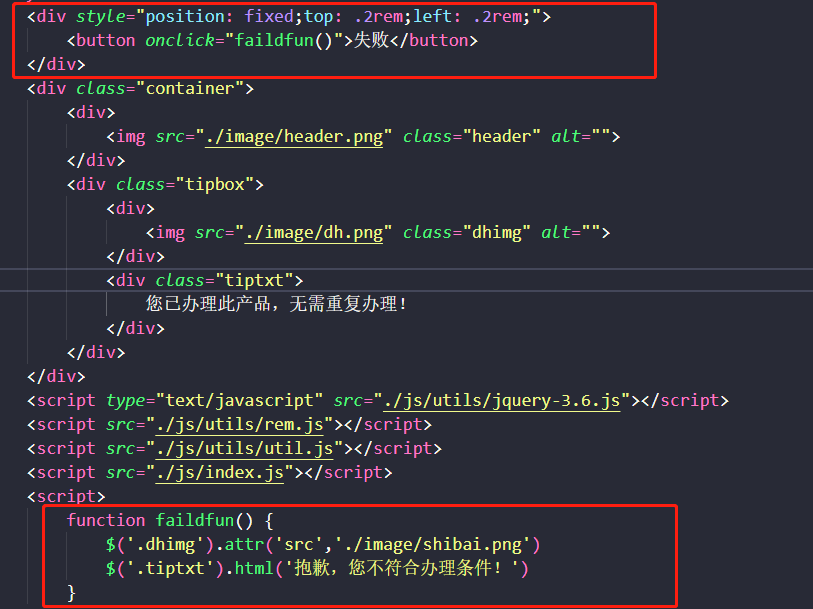 <div style="position: fixed;top: .2rem;left: .2rem;">
<button onclick="faildfun()">失败</button>
</div>
<div class="container">
<div>
<img src="./image/header.png" class="header" alt="">
</div>
<div class="tipbox">
<div>
<img src="./image/dh.png" class="dhimg" alt="">
</div>
<div class="tiptxt">
您已办理此产品，无需重复办理！
</div>
</div>
</div>
<script type="text/javascript" src="./js/utils/jquery-3.6.js"></script>
<script src="./js/utils/rem.js"></script>
<script src="./js/utils/util.js"></script>
<script src="./js/index.js"></script>
<script>
function faildfun() {
$('.dhimg').attr('src','./image/shibai.png')
$('.tiptxt').html('抱歉，您不符合办理条件！')
}